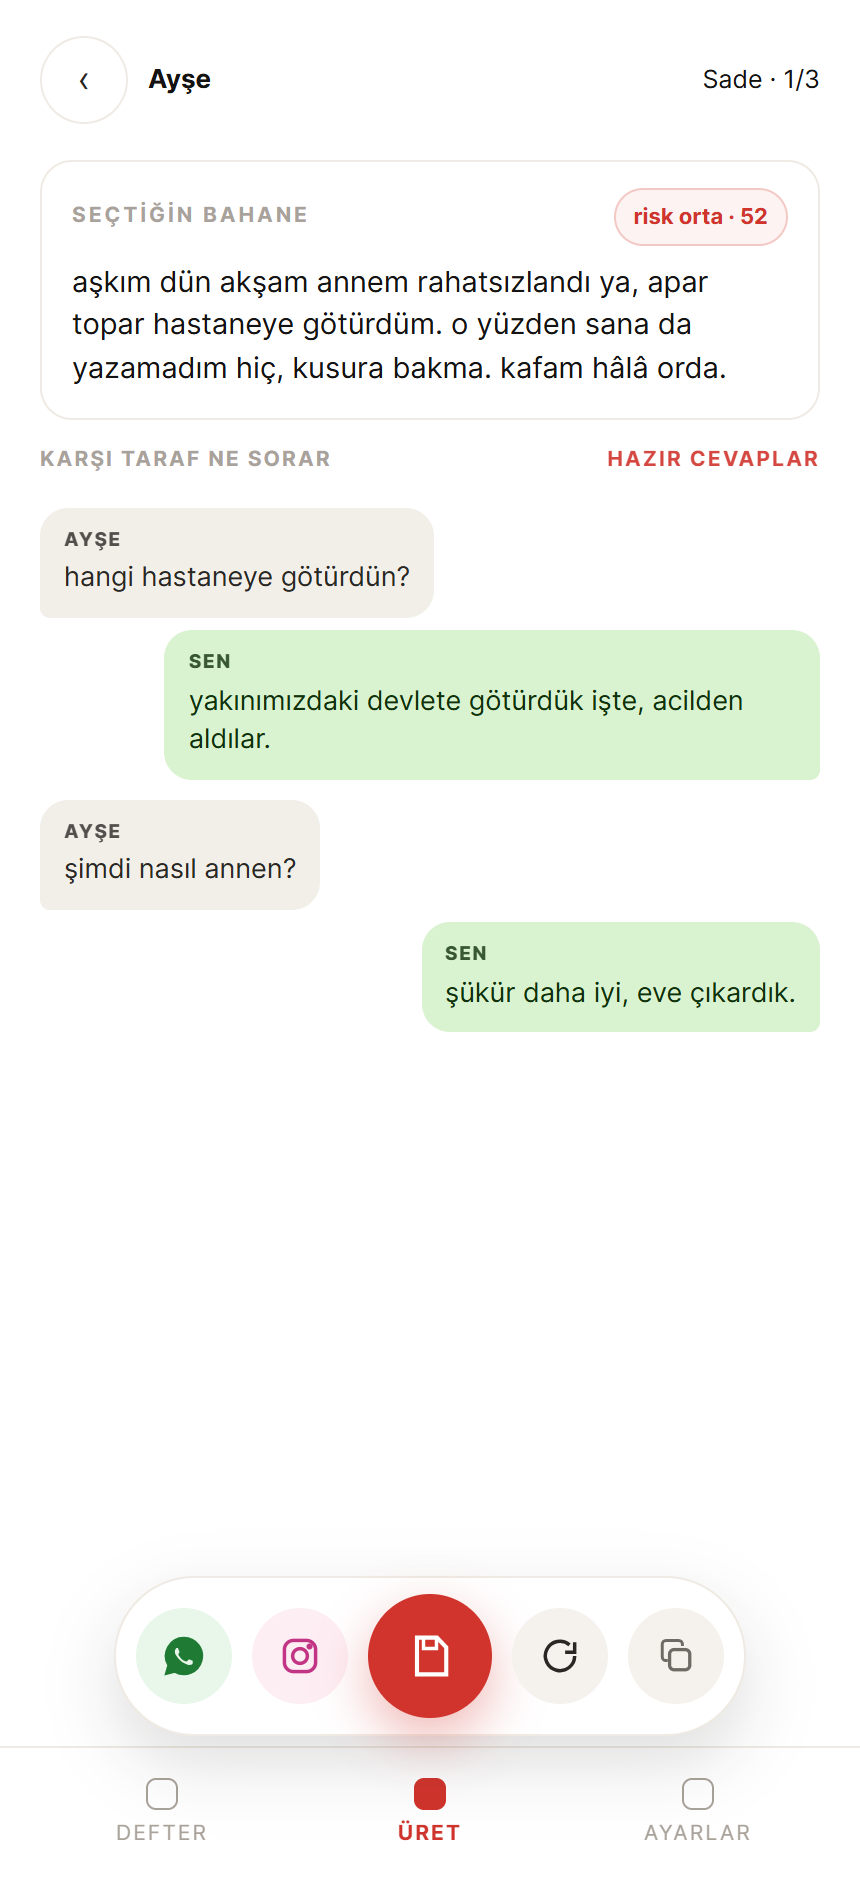 ‹ Ayşe Sade · 1/3
SEÇTİĞİN BAHANE risk orta · 52
aşkım dün akşam annem rahatsızlandı ya, apar
topar hastaneye götürdüm. o yüzden sana da
yazamadım hiç, kusura bakma. kafam hâlâ orda.
KARŞI TARAF NE SORAR HAZIR CEVAPLAR
AYŞE
hangi hastaneye götürdün?
SEN
yakınımızdaki devlete götürdük işte, acilden
aldılar.
AYŞE
şimdi nasıl annen?
SEN
şükür daha iyi, eve çıkardık.
DEFTER ÜRET AYARLAR